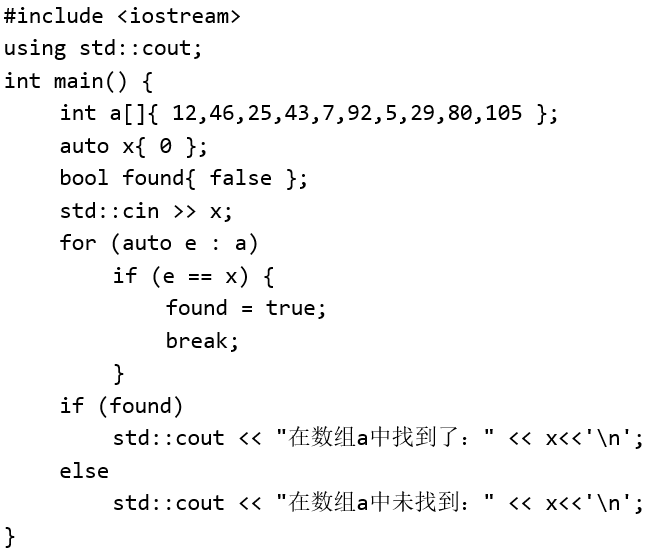 #include <iostream>
using std::cout;
int main() {
    int a[]{ 12,46,25,43,7,92,5,29,80,105 };
    auto x{ 0 };
    bool found{ false };
    std::cin >> x;
    for (auto e : a)
        if (e == x) {
            found = true;
            break;
        }
    if (found)
        std::cout << "在数组a中找到了：" << x<<'\n';
    else
        std::cout << "在数组a中未找到：" << x<<'\n';
}